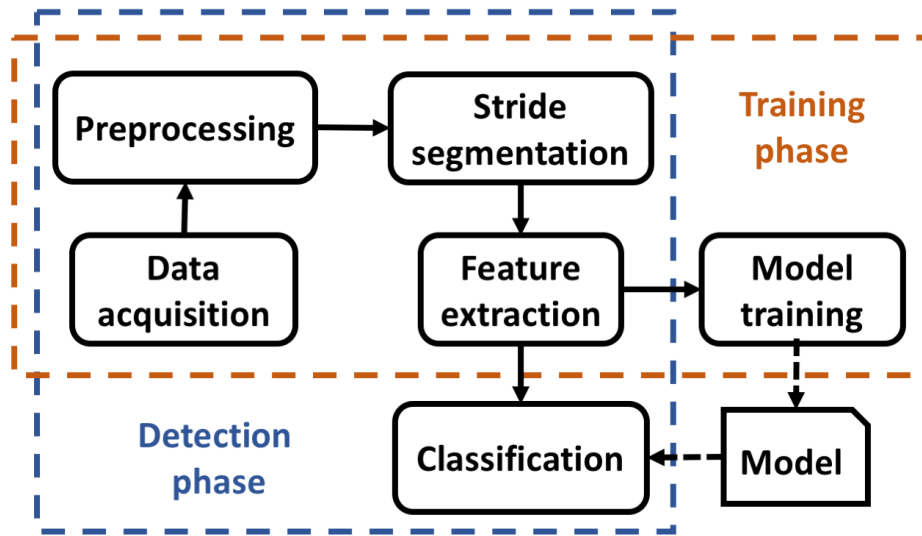 Preprocessing
Stride
segmentation
Training
phase
Data
acquisition
Feature
extraction
Model
training
Detection
phase
Classification
Model